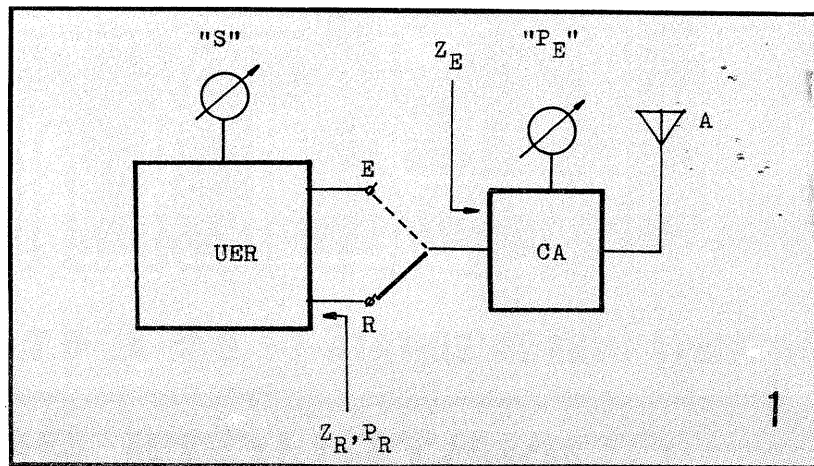 "S"
"P_E"
Z_E
A
E
UER
CA
R
Z_R, P_R
1